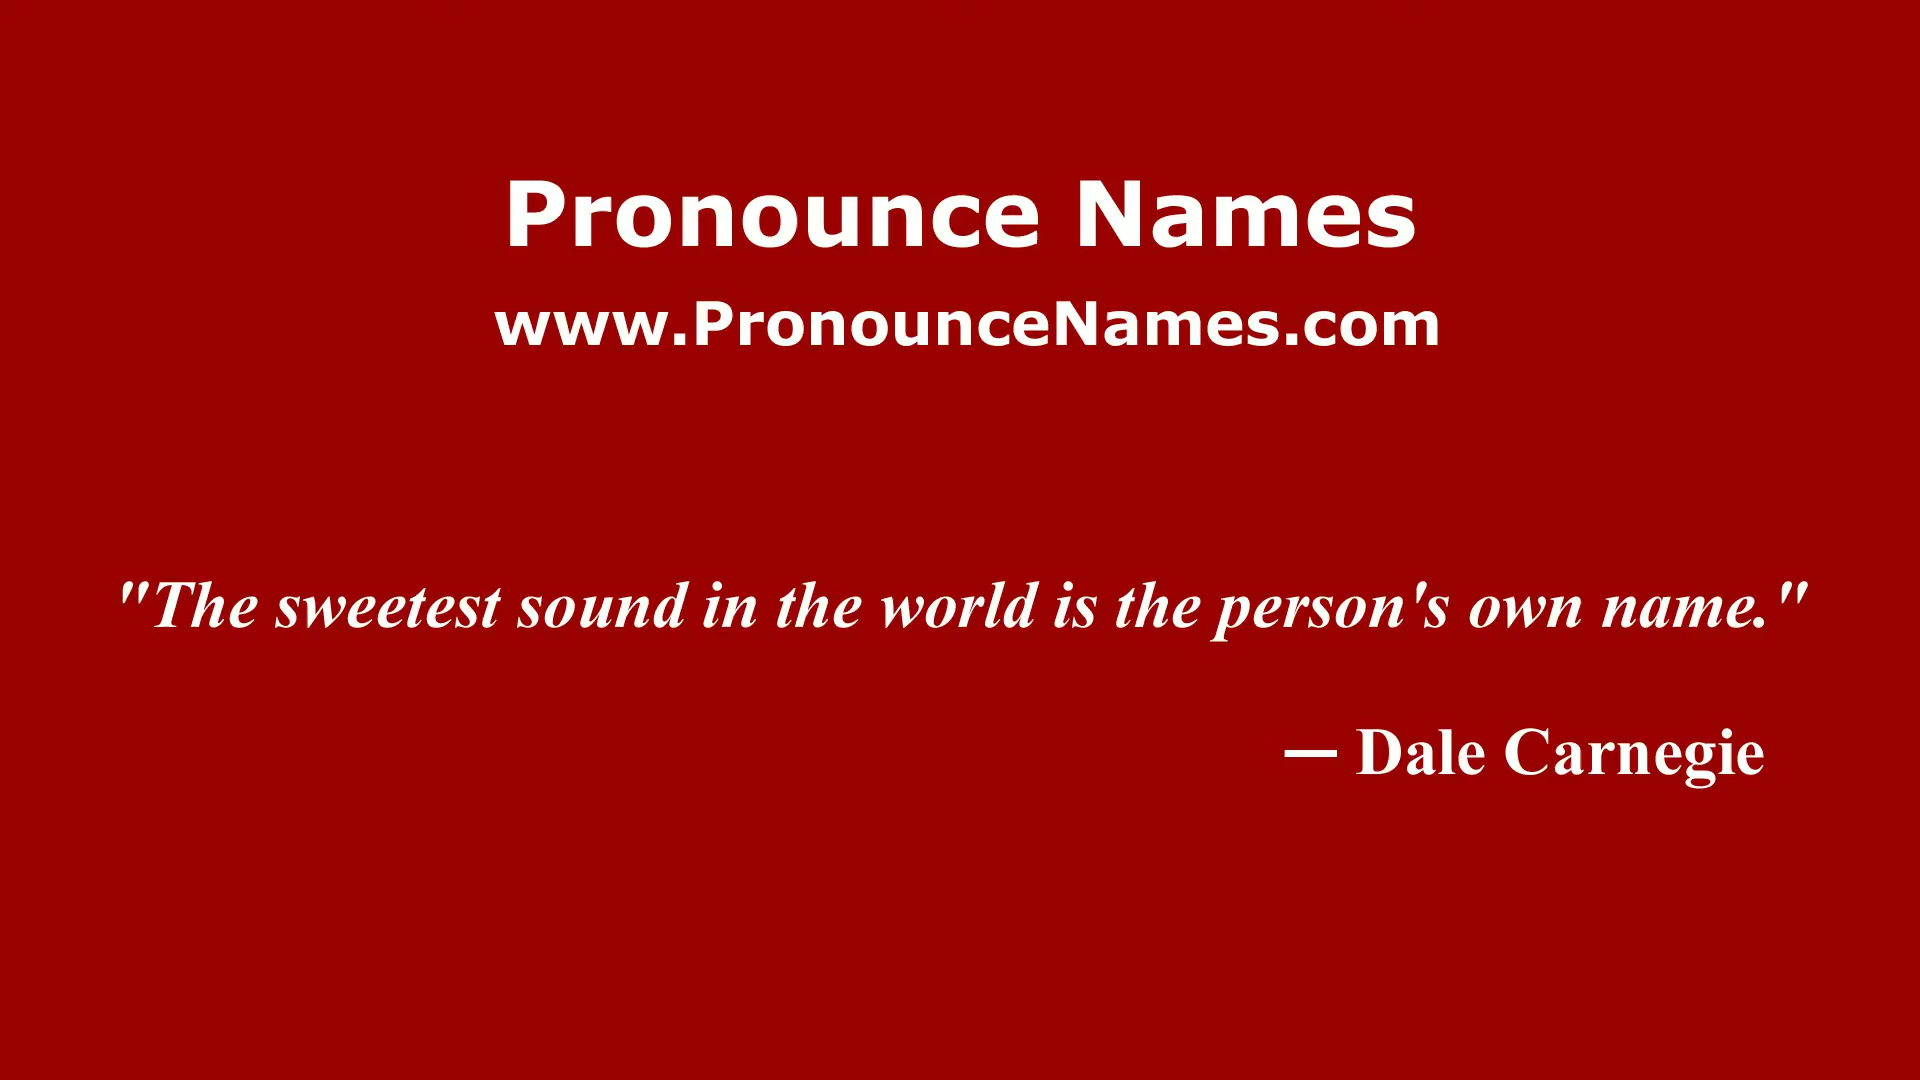 Pronounce Names
www.PronounceNames.com
"The sweetest sound in the world is the person's own name."
— Dale Carnegie